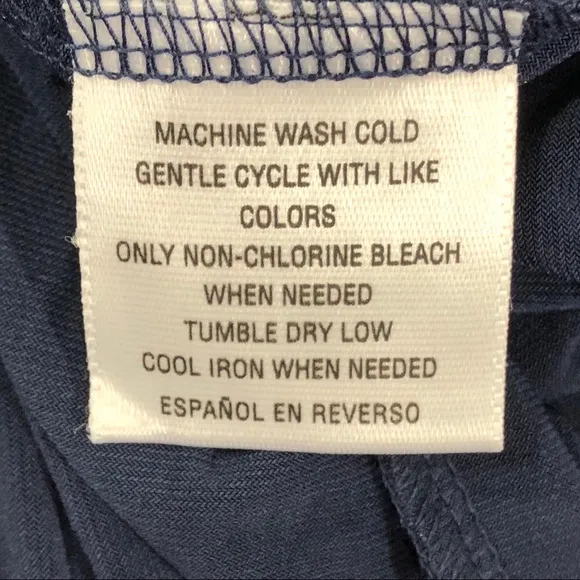 MACHINE WASH COLD
GENTLE CYCLE WITH LIKE
COLORS
ONLY NON-CHLORINE BLEACH
WHEN NEEDED
TUMBLE DRY LOW
COOL IRON WHEN NEEDED
ESPAÑOL EN REVERSO